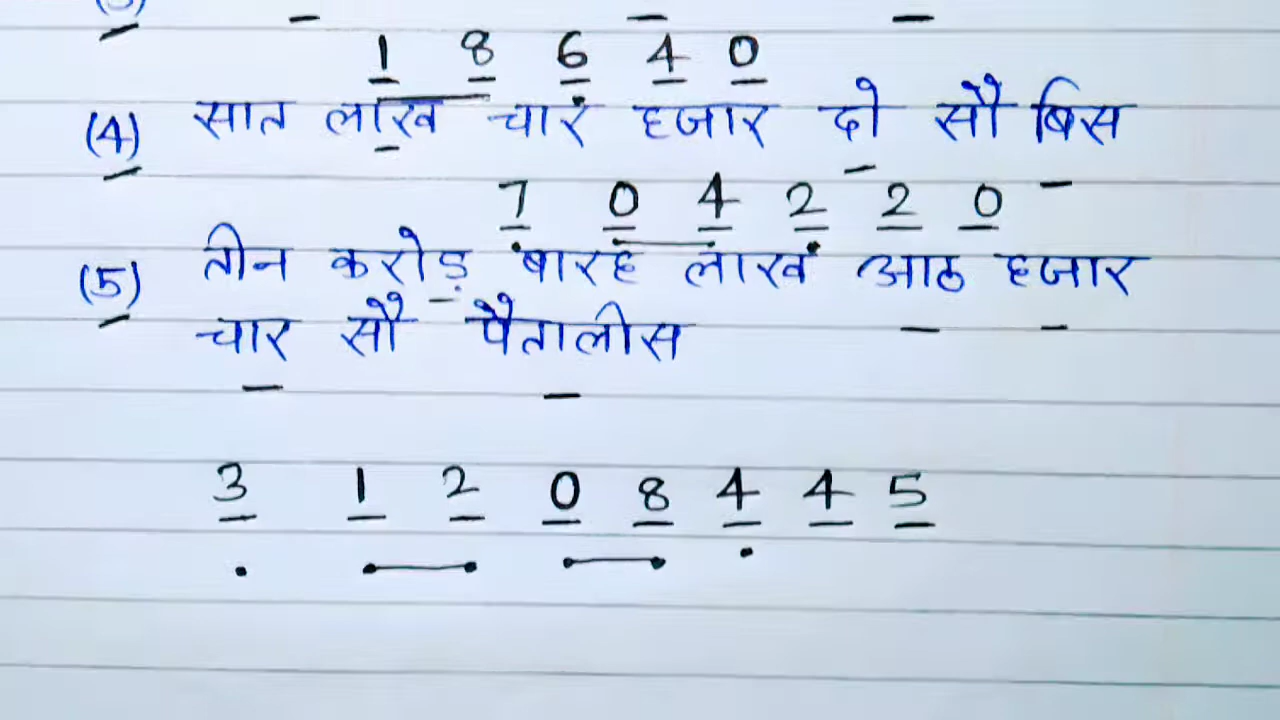 (3)
1 8 6 4 0
(4) सात लाख चार हजार दो सौ बिस
7 0 4 2 2 0
(5) तीन करोड़ बारह लाख आठ हजार
चार सौ पैतालीस
3 1 2 0 8 4 4 5